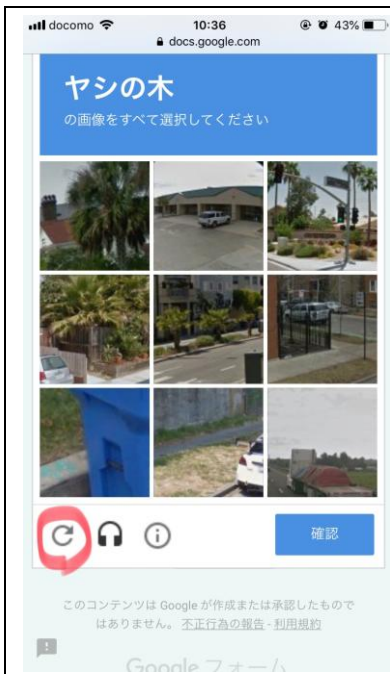 docomo 10:36 43%
docs.google.com
ヤシの木
の画像をすべて選択してください
確認
このコンテンツは Google が作成または承認したもので
はありません。 不正行為の報告 - 利用規約
Google フォーム